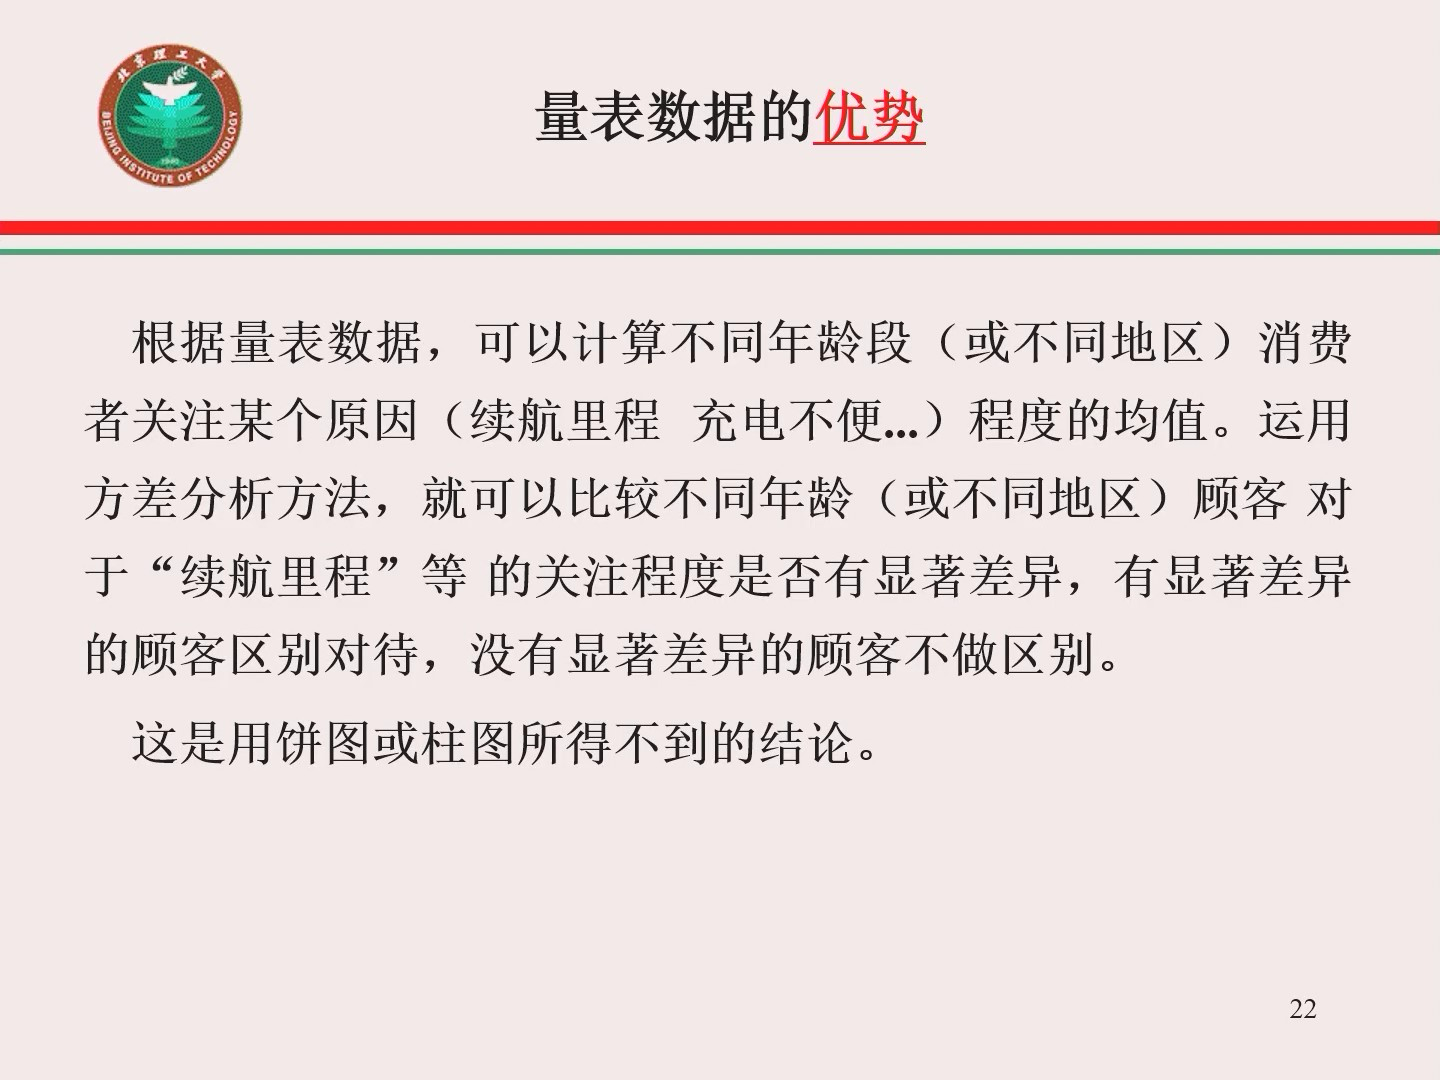 北京理工大学
BEIJING INSTITUTE OF TECHNOLOGY
1940
量表数据的优势
根据量表数据，可以计算不同年龄段（或不同地区）消费
者关注某个原因（续航里程 充电不便...）程度的均值。运用
方差分析方法，就可以比较不同年龄（或不同地区）顾客 对
于“续航里程”等 的关注程度是否有显著差异，有显著差异
的顾客区别对待，没有显著差异的顾客不做区别。
这是用饼图或柱图所得不到的结论。
22